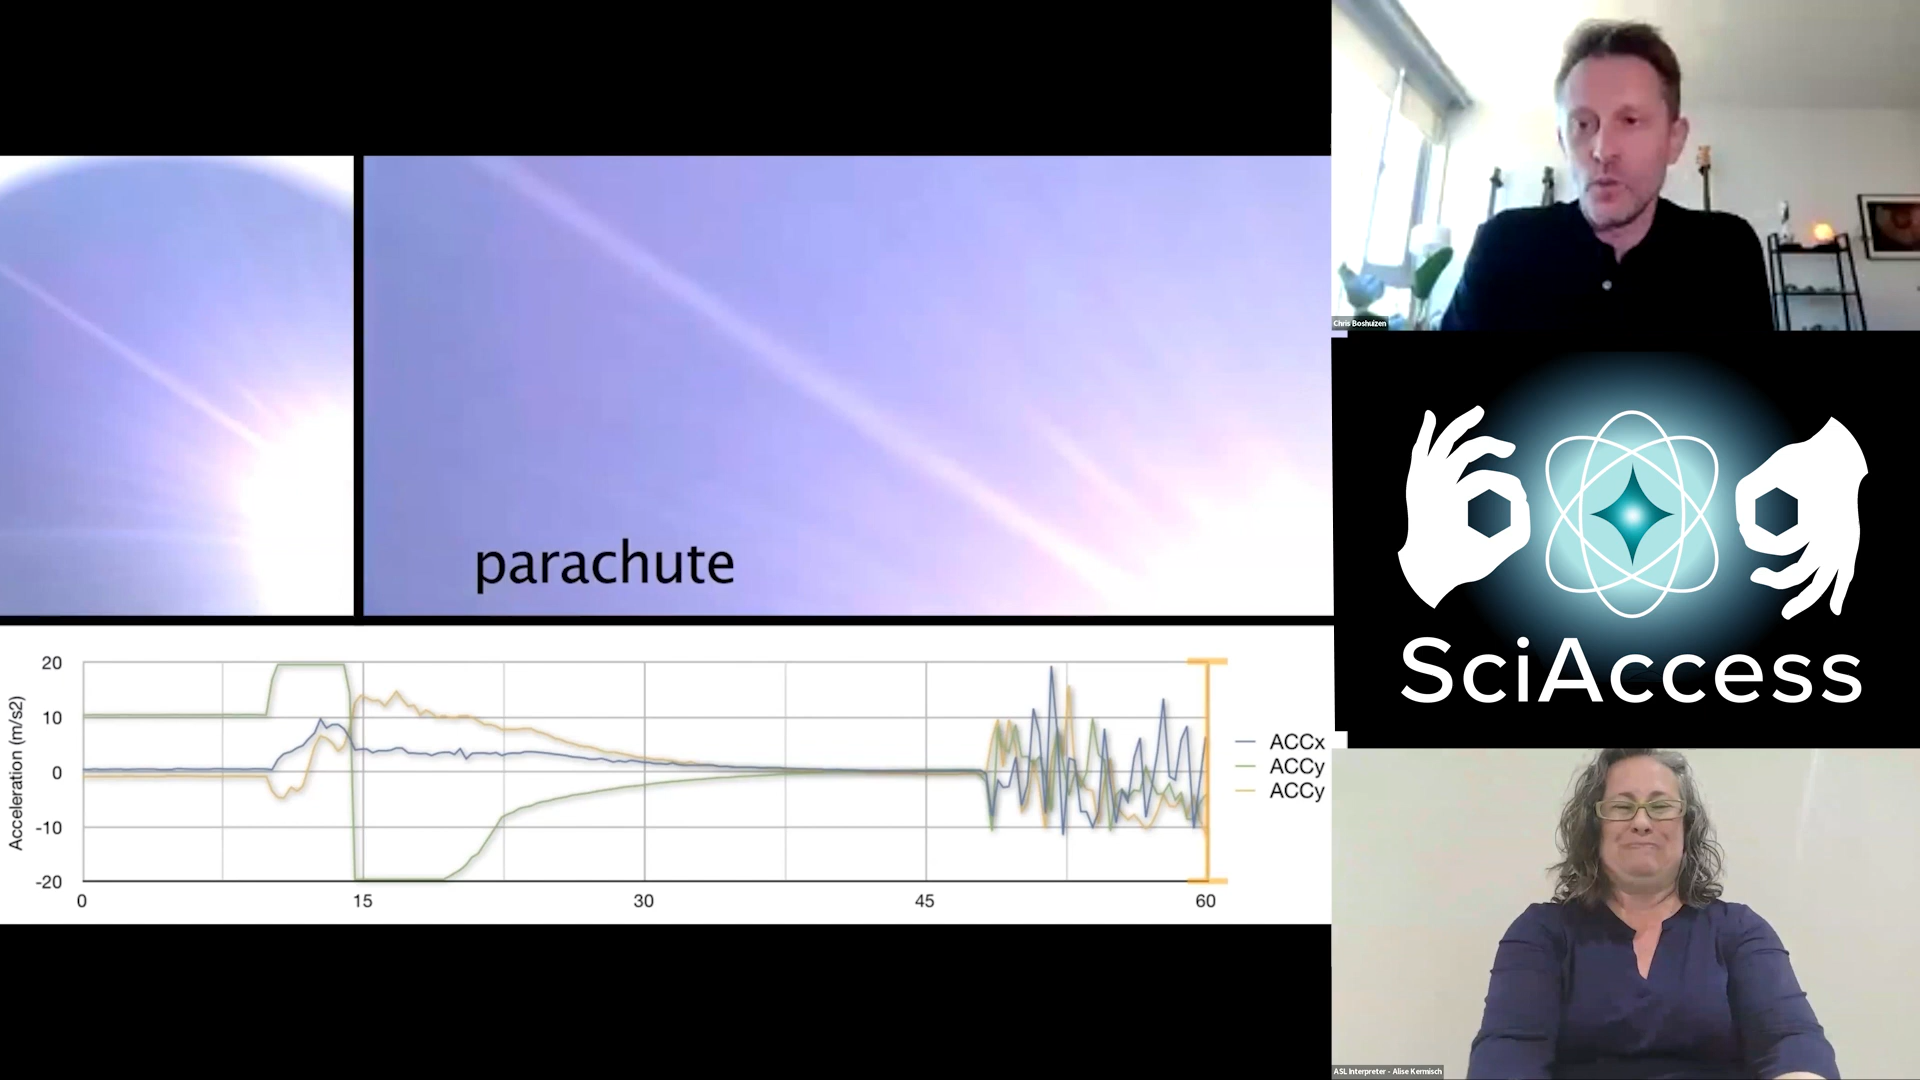 parachute
20
10
0
-10
-20
Acceleration (m/s2)
0 15 30 45 60
ACCx
ACCy
ACCy
Chris Boshuizen
SciAccess
ASL Interpreter - Alise Kermisch